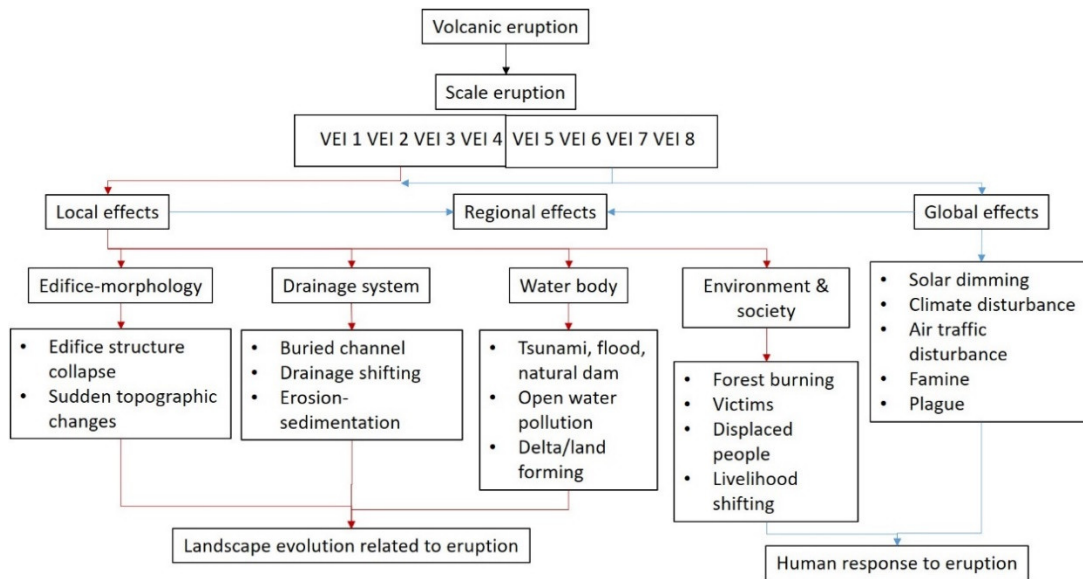 Volcanic eruption
Scale eruption
VEI 1 VEI 2 VEI 3 VEI 4
VEI 5 VEI 6 VEI 7 VEI 8
Local effects
Regional effects
Global effects
Edifice-morphology
Drainage system
Water body
Environment &
society
• Edifice structure
collapse
• Sudden topographic
changes
• Buried channel
• Drainage shifting
• Erosion-
sedimentation
• Tsunami, flood,
natural dam
• Open water
pollution
• Delta/land
forming
• Forest burning
• Victims
• Displaced
people
• Livelihood
shifting
• Solar dimming
• Climate disturbance
• Air traffic
disturbance
• Famine
• Plague
Landscape evolution related to eruption
Human response to eruption